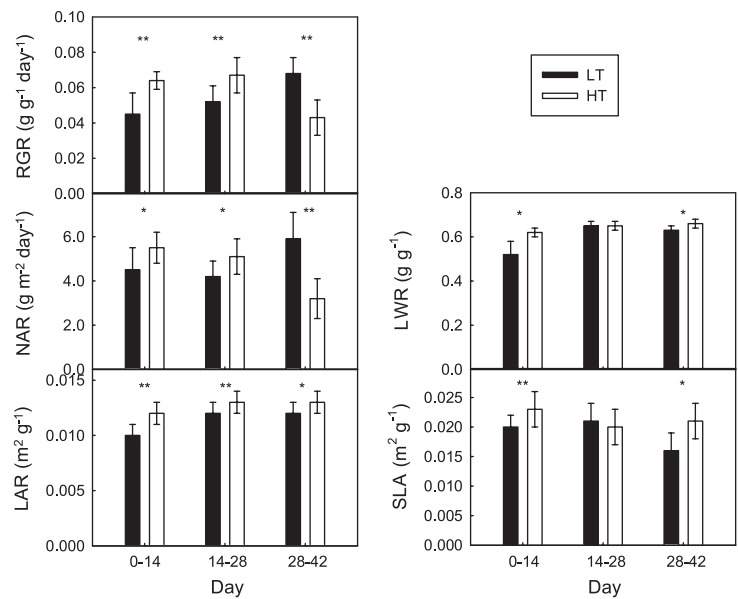 0.10
0.08
0.06
0.04
0.02
0.00
RGR (g g-1 day-1)
** ** **
LT
HT
6.0
4.0
2.0
0.0
NAR (g m-2 day-1)
* * **
0.8
0.6
0.4
0.2
0.0
LWR (g g-1)
* *
0.015
0.010
0.005
0.000
LAR (m2 g-1)
** ** *
0-14 14-28 28-42
Day
0.025
0.020
0.015
0.010
0.005
0.000
SLA (m2 g-1)
** *
0-14 14-28 28-42
Day